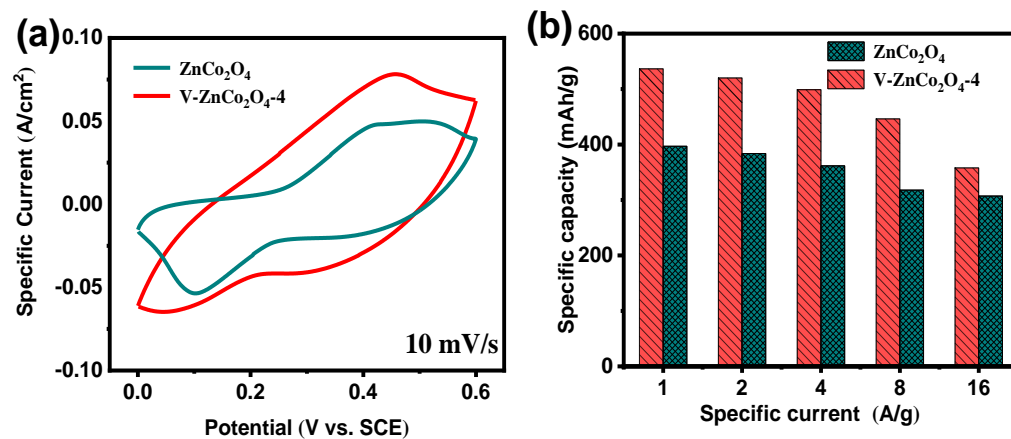 (a)
0.10
0.05
0.00
-0.05
-0.10
Specific Current (A/cm²)
ZnCo₂O₄
V-ZnCo₂O₄-4
10 mV/s
0.0 0.2 0.4 0.6
Potential (V vs. SCE)
(b)
600
400
200
0
Specific capacity (mAh/g)
ZnCo₂O₄
V-ZnCo₂O₄-4
1 2 4 8 16
Specific current (A/g)